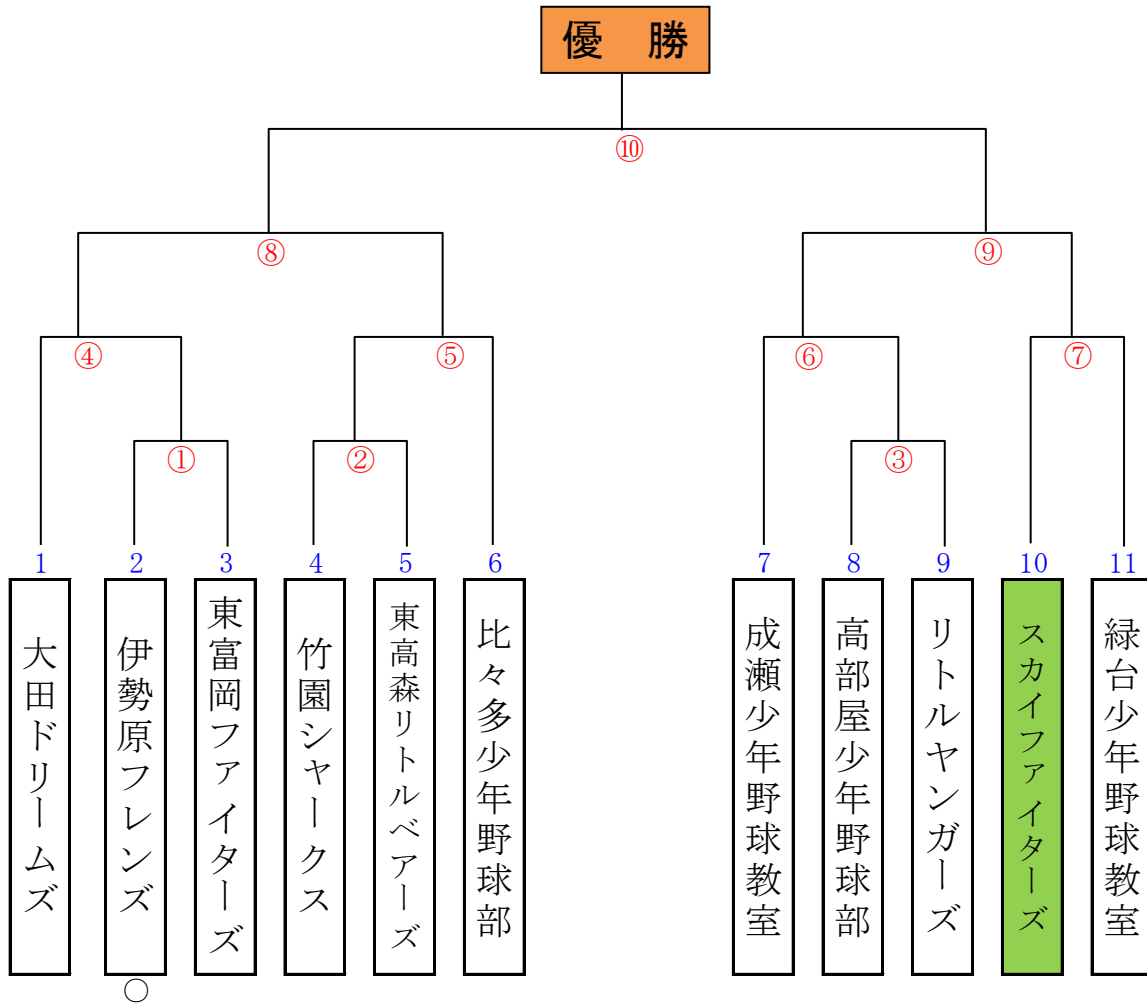 優　勝
⑩
⑧
⑨
④
⑤
⑥
⑦
①
②
③
1
2
3
4
5
6
7
8
9
10
11
大田ドリームズ
伊勢原フレンズ
東富岡ファイターズ
竹園シャークス
東高森リトルベアーズ
比々多少年野球部
成瀬少年野球教室
高部屋少年野球部
リトルヤンガーズ
スカイファイターズ
緑台少年野球教室
○